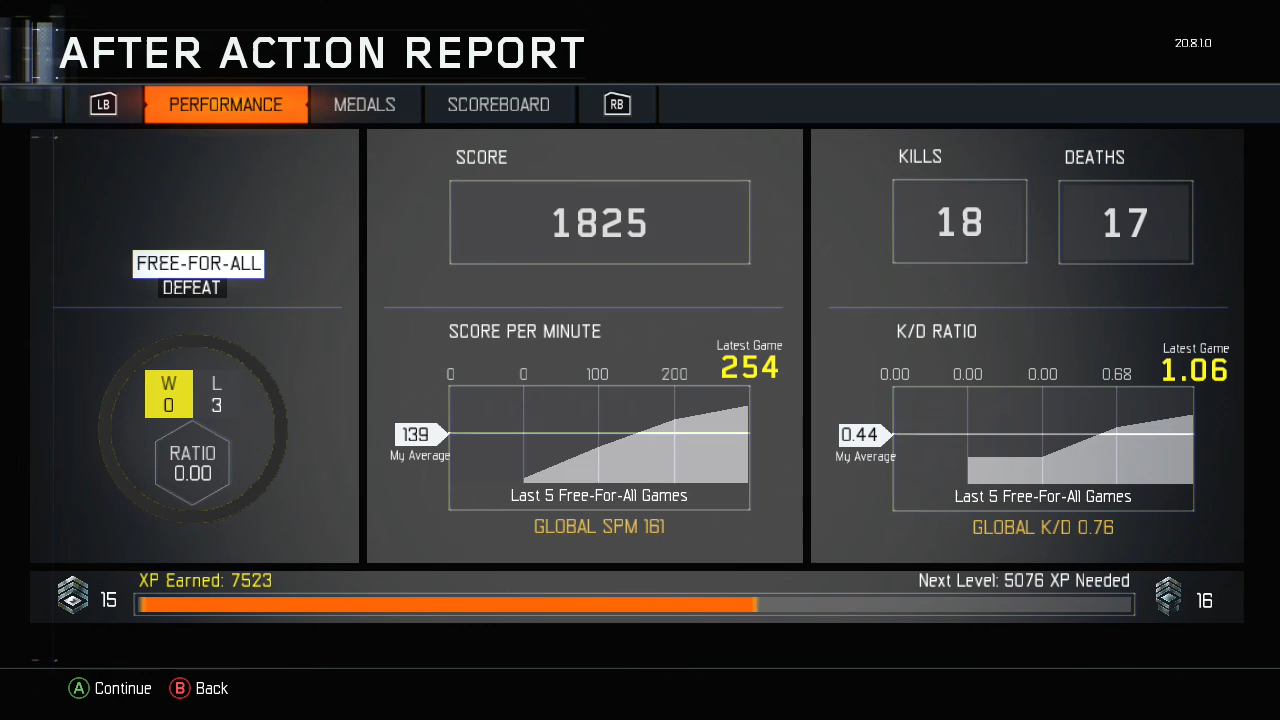 AFTER ACTION REPORT
20.8.1.0
LB PERFORMANCE MEDALS SCOREBOARD RB
FREE-FOR-ALL
DEFEAT
W L
0 3
RATIO
0.00
SCORE
1825
SCORE PER MINUTE
Latest Game
254
0 0 100 200
139
My Average
Last 5 Free-For-All Games
GLOBAL SPM 161
KILLS DEATHS
18 17
K/D RATIO
Latest Game
1.06
0.00 0.00 0.00 0.68
0.44
My Average
Last 5 Free-For-All Games
GLOBAL K/D 0.76
XP Earned: 7523 Next Level: 5076 XP Needed
15 16
A Continue B Back